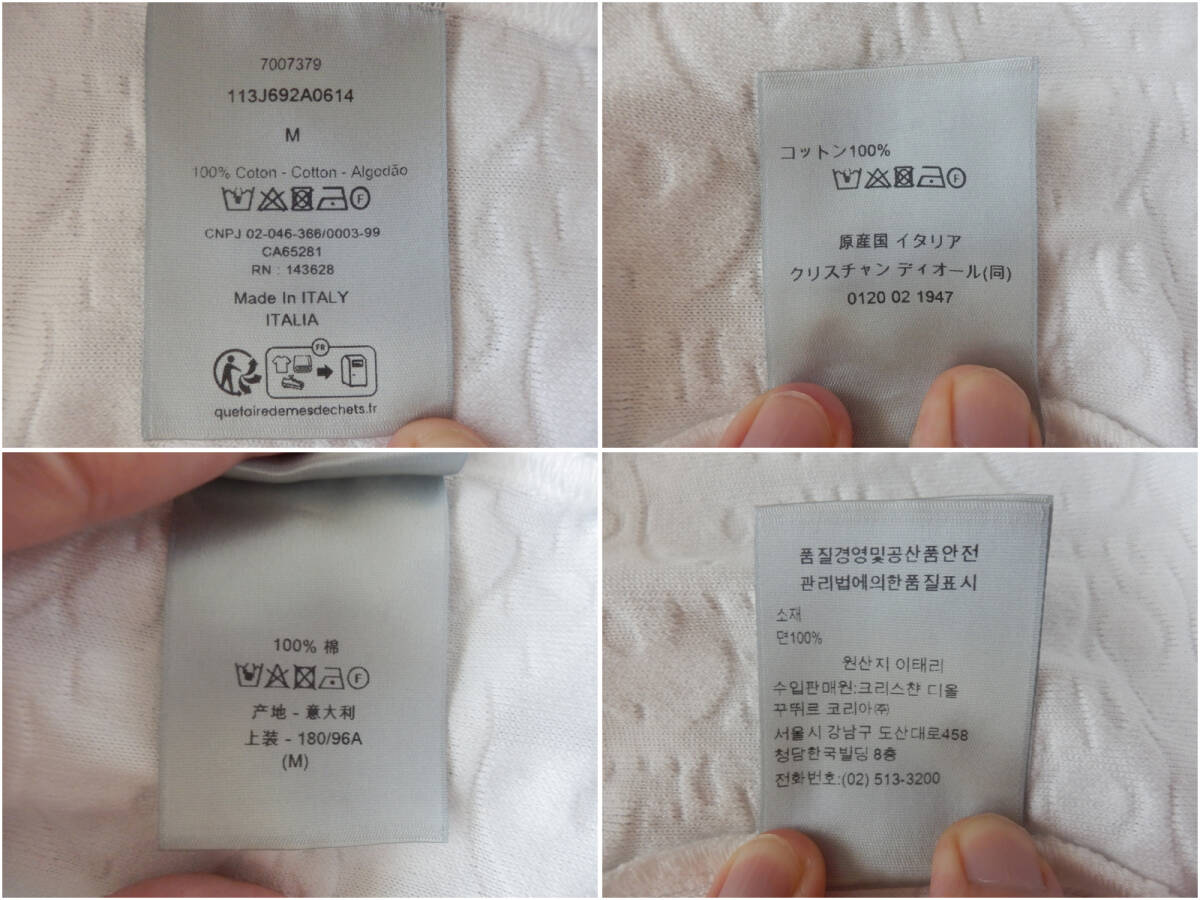 7007379
113J692A0614
M
100% Coton - Cotton - Algodão
F
CNPJ 02-046-366/0003-99
CA65281
RN : 143628
Made In ITALY
ITALIA
FR
quefairedemesdechets.fr
コットン100%
F
原産国 イタリア
クリスチャン ディオール(同)
0120 02 1947
100% 棉
F
产地 - 意大利
上装 - 180/96A
(M)
품질경영및공산품안전
관리법에의한품질표시
소재
면100%
원산지 이태리
수입판매원:크리스챤 디올
꾸뛰르 코리아㈜
서울시 강남구 도산대로458
청담한국빌딩 8층
전화번호:(02) 513-3200